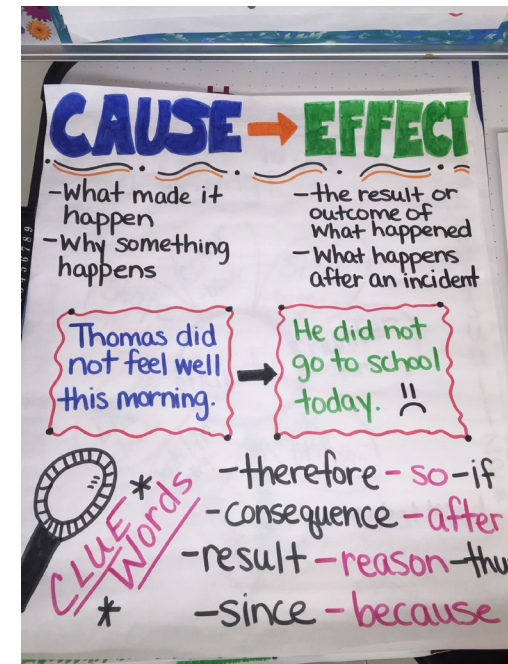 CAUSE → EFFECT
-What made it
happen
-Why something
happens
-the result or
outcome of
what happened
-What happens
after an incident
Thomas did
not feel well
this morning.
He did not
go to school
today.
CLUE
Words
-therefore -so -if
-consequence -after
-result -reason -thu
-since -because